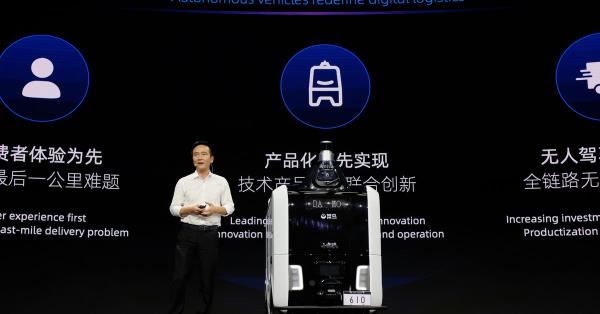 Autonomous vehicles redefine digital logistics
费者体验为先
最后一公里难题
er experience first
ast-mile delivery problem
产品化 先实现
技术产品 联合创新
Leading
innovation
nnovation
and operation
无人驾
全链路无
Increasing investm
Productization
DA MO
610